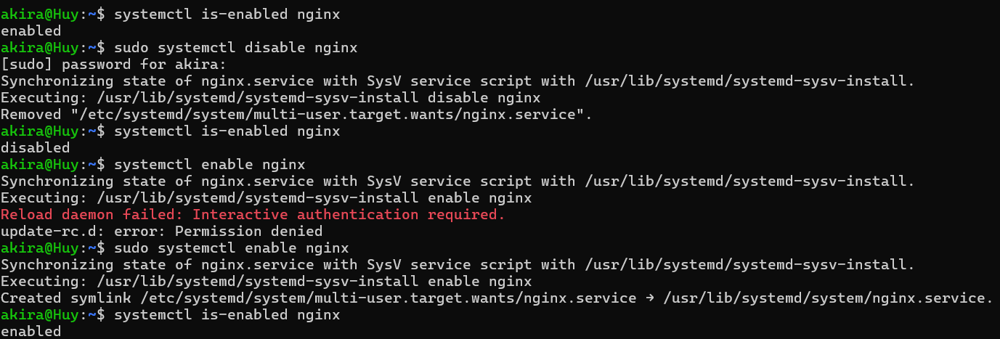 akira@Huy:~$ systemctl is-enabled nginx
enabled
akira@Huy:~$ sudo systemctl disable nginx
[sudo] password for akira:
Synchronizing state of nginx.service with SysV service script with /usr/lib/systemd/systemd-sysv-install.
Executing: /usr/lib/systemd/systemd-sysv-install disable nginx
Removed "/etc/systemd/system/multi-user.target.wants/nginx.service".
akira@Huy:~$ systemctl is-enabled nginx
disabled
akira@Huy:~$ systemctl enable nginx
Synchronizing state of nginx.service with SysV service script with /usr/lib/systemd/systemd-sysv-install.
Executing: /usr/lib/systemd/systemd-sysv-install enable nginx
Reload daemon failed: Interactive authentication required.
update-rc.d: error: Permission denied
akira@Huy:~$ sudo systemctl enable nginx
Synchronizing state of nginx.service with SysV service script with /usr/lib/systemd/systemd-sysv-install.
Executing: /usr/lib/systemd/systemd-sysv-install enable nginx
Created symlink /etc/systemd/system/multi-user.target.wants/nginx.service → /usr/lib/systemd/system/nginx.service.
akira@Huy:~$ systemctl is-enabled nginx
enabled